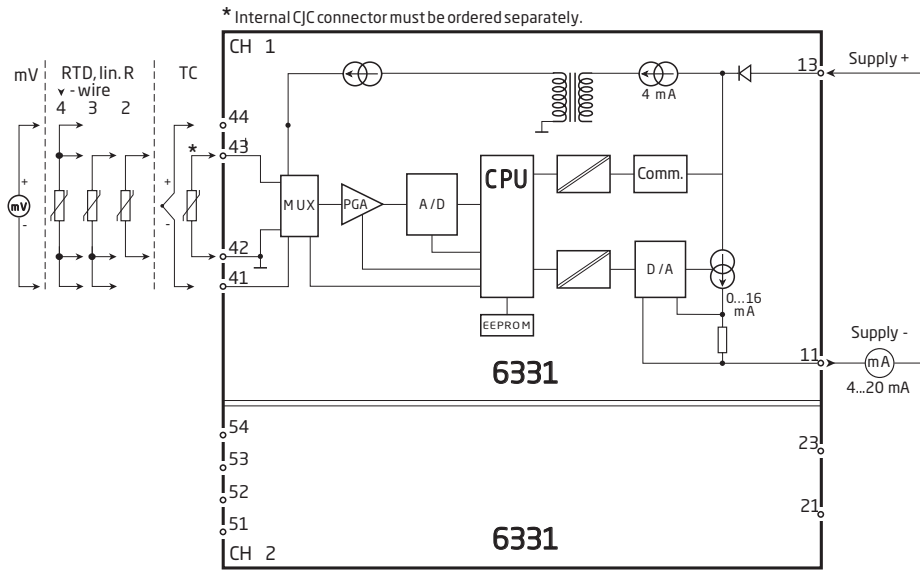 * Internal CJC connector must be ordered separately.
CH 1
mV
RTD, lin. R
- wire
4 3 2
TC
*
44
43
42
41
+
mV
-
+
-
4 mA
13
Supply +
MUX
PGA
A/D
CPU
Comm.
D/A
EEPROM
0...16
mA
11
Supply -
mA
4...20 mA
6331
54
53
52
51
23
21
CH 2
6331